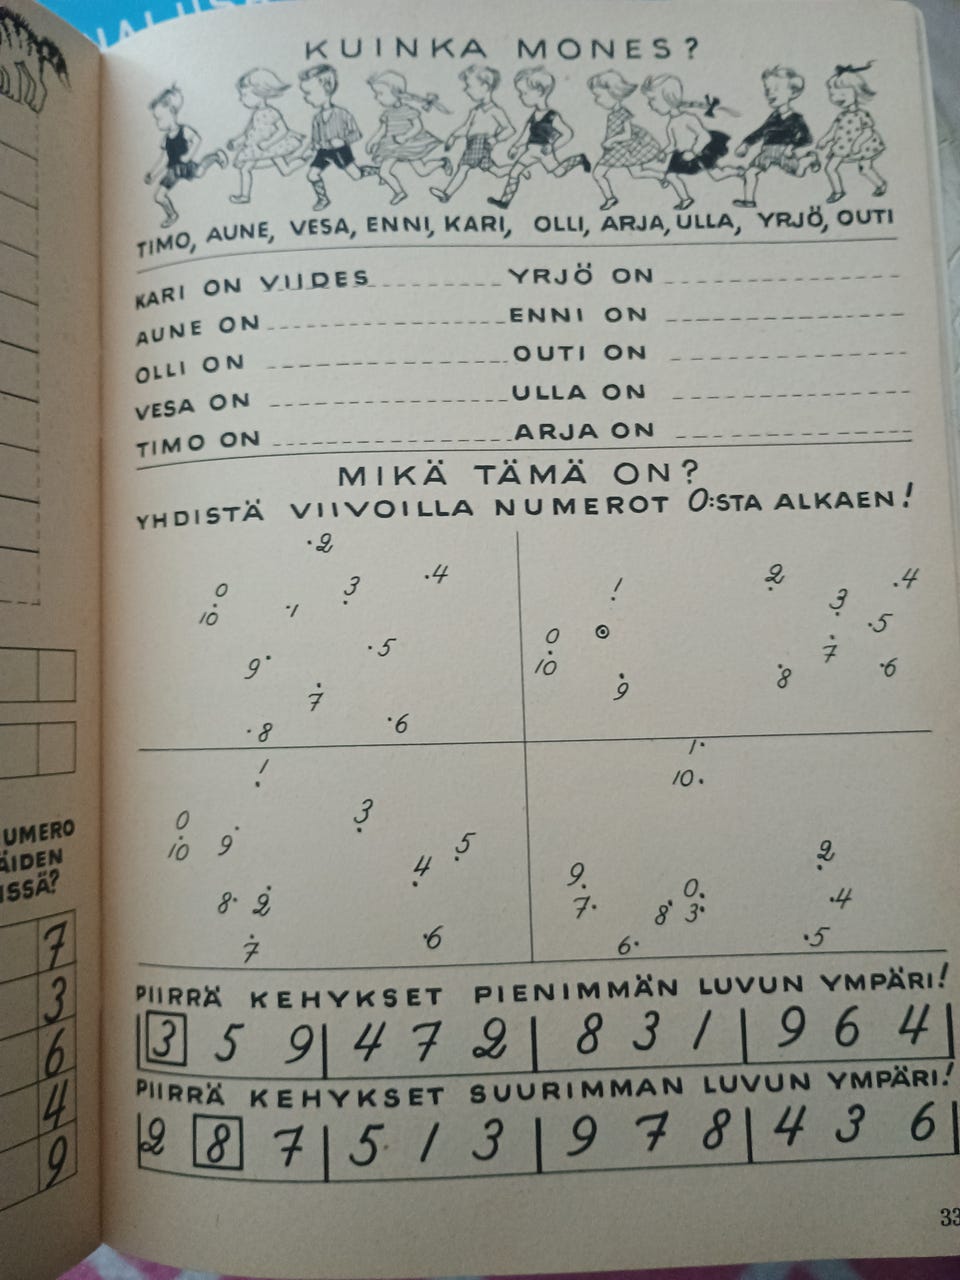 KUINKA MONES?
TIMO, AUNE, VESA, ENNI, KARI, OLLI, ARJA, ULLA, YRJÖ, OUTI
KARI ON VIIDES YRJÖ ON
AUNE ON ENNI ON
OLLI ON OUTI ON
VESA ON ULLA ON
TIMO ON ARJA ON
MIKÄ TÄMÄ ON?
YHDISTÄ VIIVOILLA NUMEROT 0:STA ALKAEN!
2
0 3 4
10 1
9 5
7
8 6
1 2 3 4
0 5
10 7 6
9 8
1
0 3
10 9 5
4
8 2
7 6
1
10
2
9 0
7 8 3 4
6 5
PIIRRÄ KEHYKSET PIENIMMÄN LUVUN YMPÄRI!
3 5 9 4 7 2 8 3 1 9 6 4
PIIRRÄ KEHYKSET SUURIMMAN LUVUN YMPÄRI!
2 8 7 5 1 3 9 7 8 4 3 6
33
UMERO
ÄIDEN
ISSÄ?
7
3
6
4
9